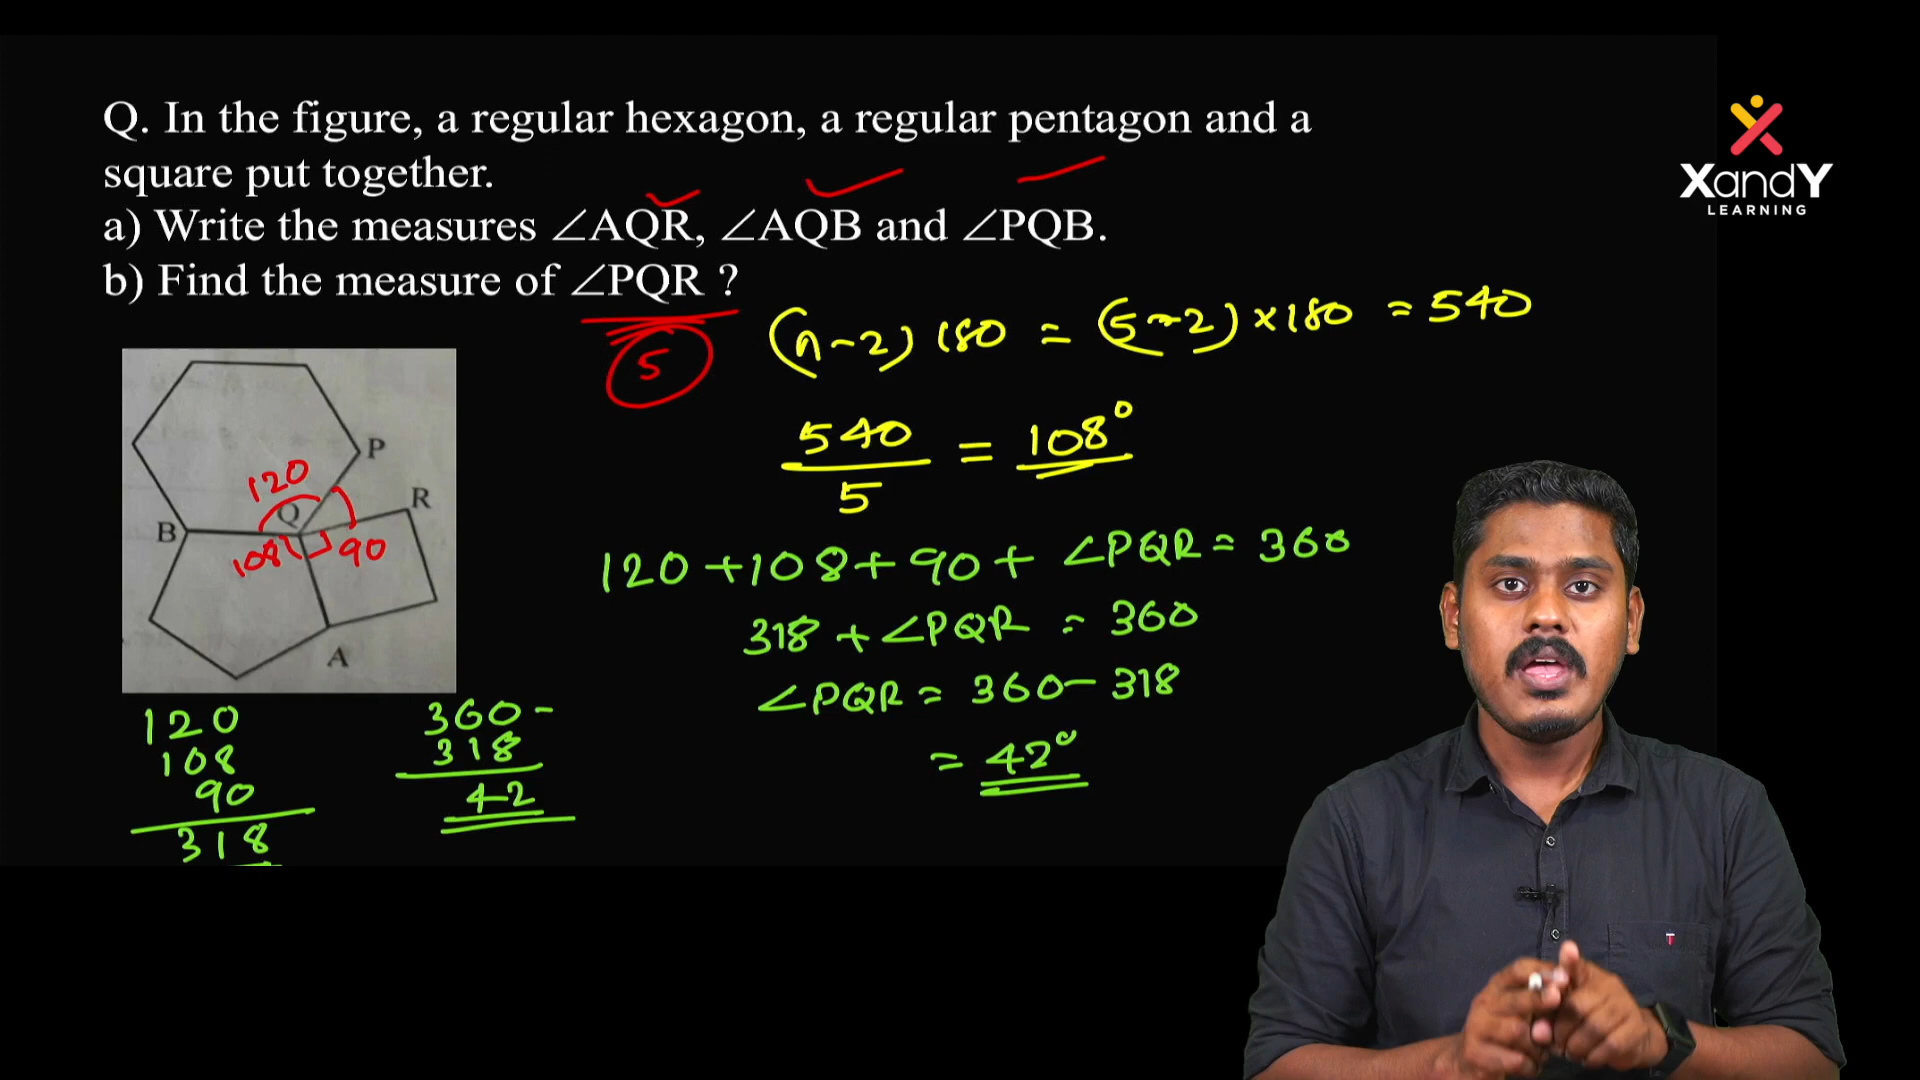 Q. In the figure, a regular hexagon, a regular pentagon and a
square put together.
a) Write the measures ∠AQR, ∠AQB and ∠PQB.
b) Find the measure of ∠PQR ?
XandY
LEARNING
5
(n-2) 180 = (5-2) × 180 = 540
540/5 = 108°
120 + 108 + 90 + ∠PQR = 360
318 + ∠PQR = 360
∠PQR = 360 - 318
= 42°
P
120
R
Q
B
108
90
A
120
108
90
318
360 -
318
42